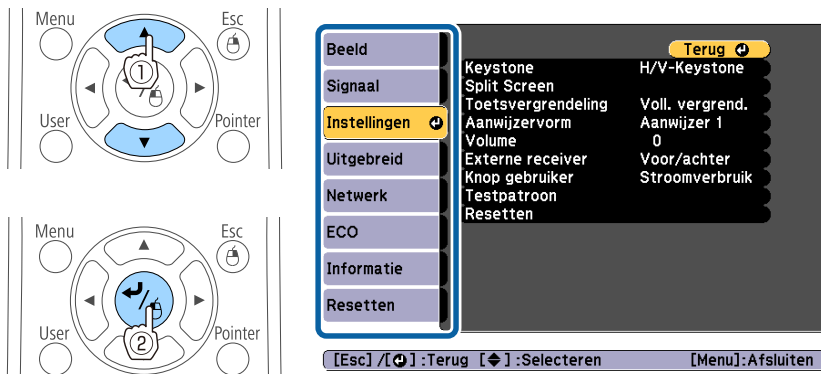 Menu Esc
①
User Pointer
Menu Esc
②
User Pointer
Beeld
Signaal
Instellingen
Uitgebreid
Netwerk
ECO
Informatie
Resetten
Terug
Keystone H/V-Keystone
Split Screen
Toetsvergrendeling Voll. vergrend.
Aanwijzervorm Aanwijzer 1
Volume 0
Externe receiver Voor/achter
Knop gebruiker Stroomverbruik
Testpatroon
Resetten
[Esc] /[⏎] :Terug [◆] :Selecteren [Menu]:Afsluiten